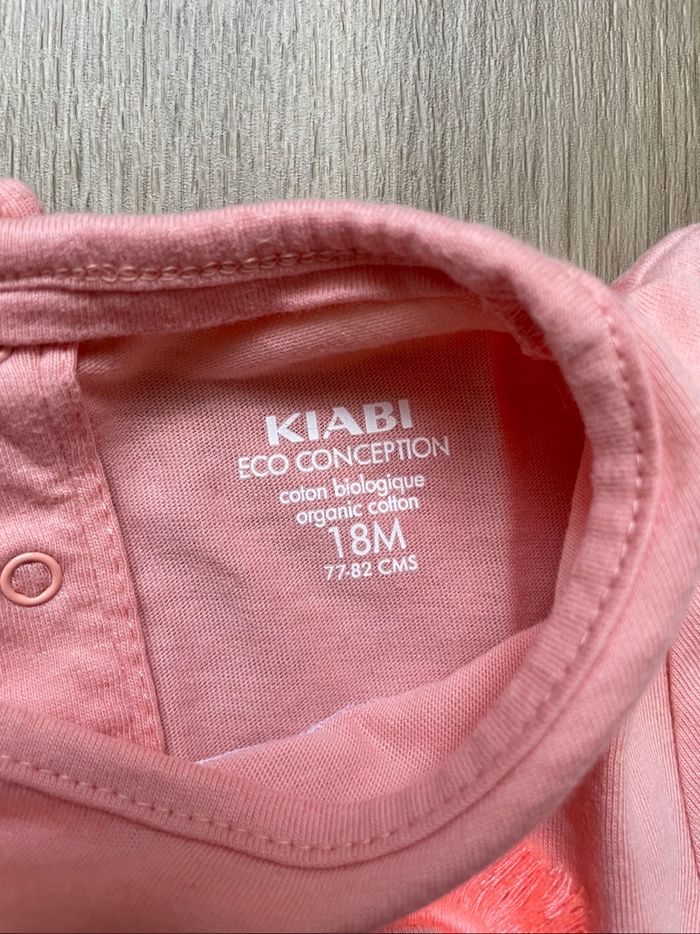 KIABI
ECO CONCEPTION
coton biologique
organic cotton
18M
77-82 CMS